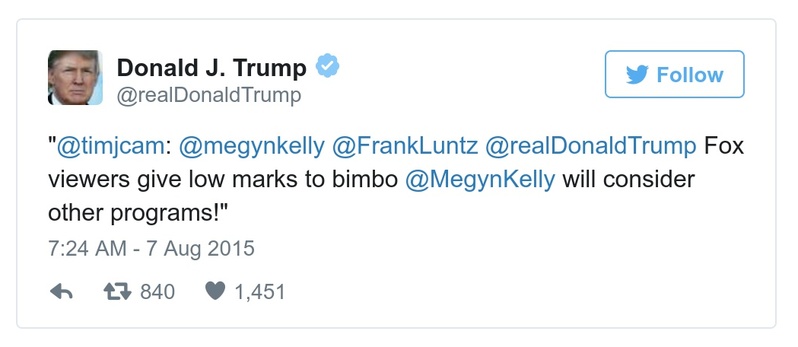 Donald J. Trump
@realDonaldTrump
Follow
"@timjcam: @megynkelly @FrankLuntz @realDonaldTrump Fox
viewers give low marks to bimbo @MegynKelly will consider
other programs!"
7:24 AM - 7 Aug 2015
840 1,451